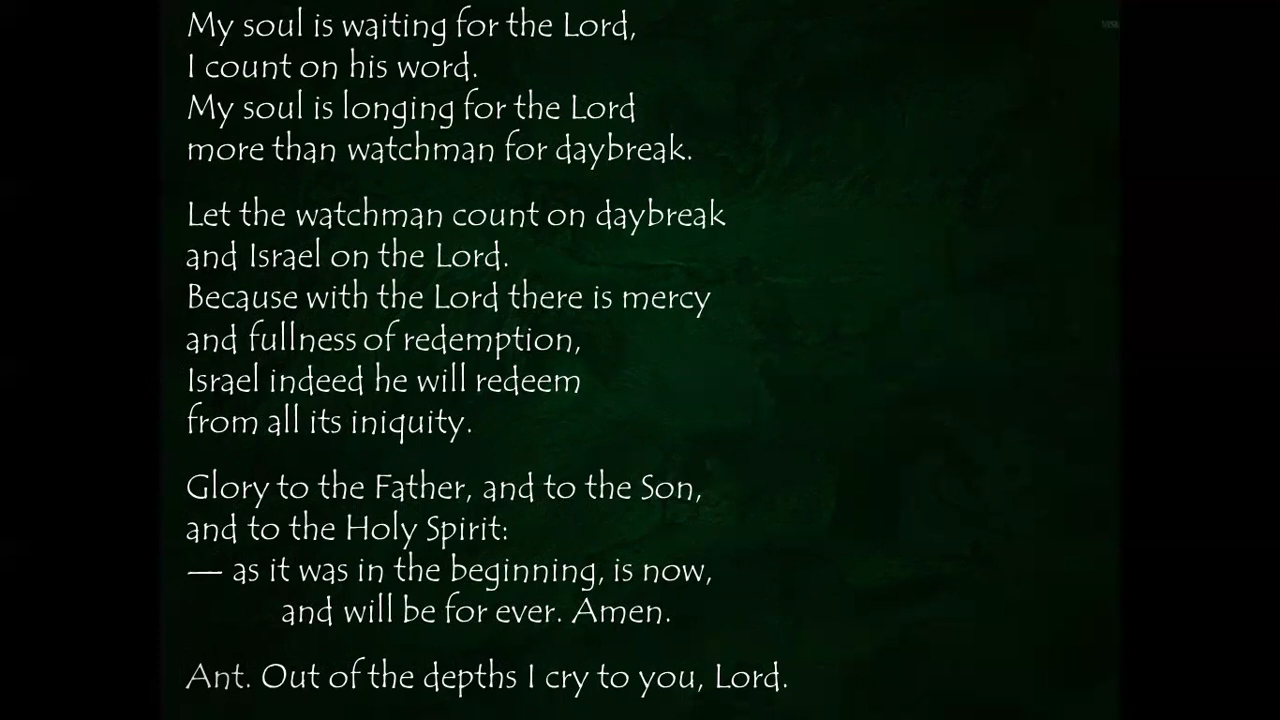 My soul is waiting for the Lord,
I count on his word.
My soul is longing for the Lord
more than watchman for daybreak.
Let the watchman count on daybreak
and Israel on the Lord.
Because with the Lord there is mercy
and fullness of redemption,
Israel indeed he will redeem
from all its iniquity.
Glory to the Father, and to the Son,
and to the Holy Spirit:
— as it was in the beginning, is now,
and will be for ever. Amen.
Ant. Out of the depths I cry to you, Lord.